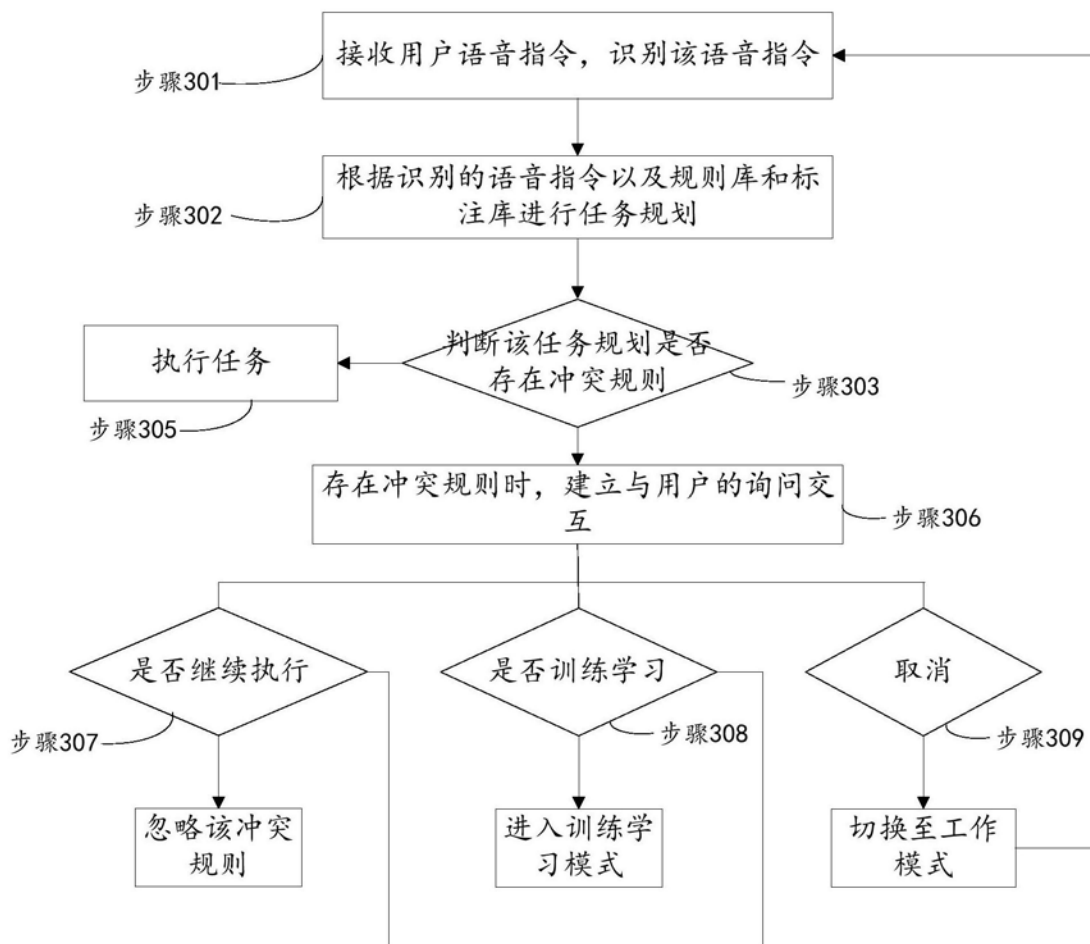 接收用户语音指令，识别该语音指令
步骤301
根据识别的语音指令以及规则库和标
注库进行任务规划
步骤302
判断该任务规划是否
存在冲突规则
执行任务
步骤303
步骤305
存在冲突规则时，建立与用户的询问交
互
步骤306
是否继续执行
是否训练学习
取消
步骤307
步骤308
步骤309
忽略该冲突
规则
进入训练学
习模式
切换至工作
模式